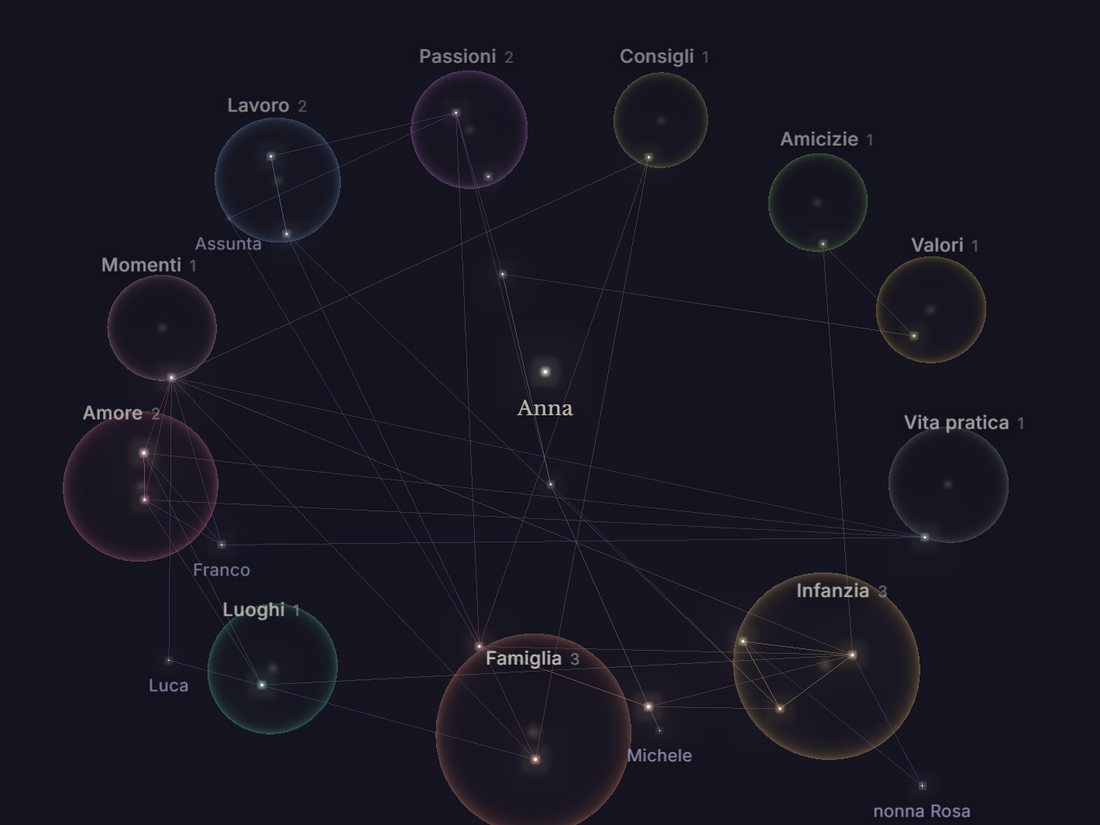 Passioni 2
Consigli 1
Lavoro 2
Amicizie 1
Assunta
Valori 1
Momenti 1
Anna
Amore 2
Vita pratica 1
Franco
Infanzia 3
Luoghi 1
Famiglia 3
Luca
Michele
nonna Rosa